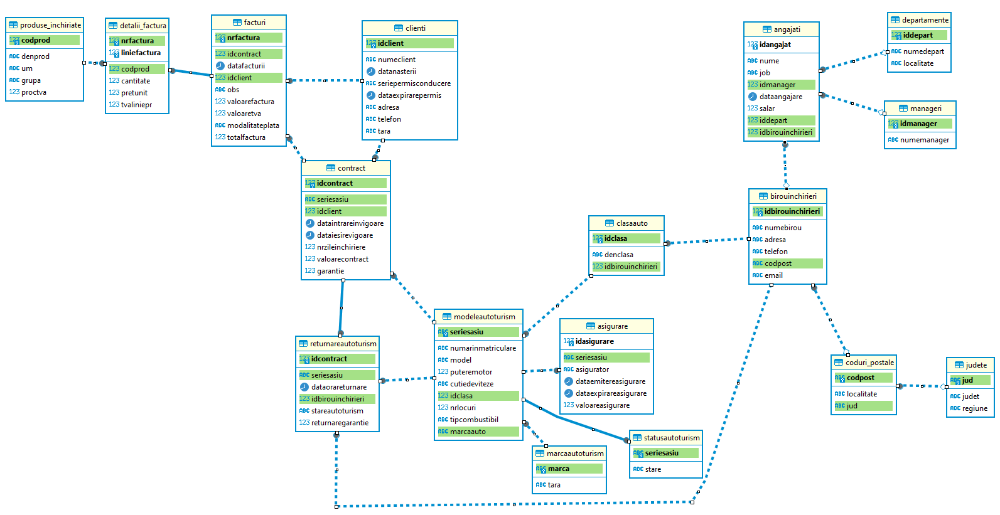 produse_inchiriate
codprod
denprod
um
grupa
proctva
detalii_factura
nrfactura
liniefactura
codprod
cantitate
pretunit
tvaliniepr
facturi
nrfactura
idcontract
datafacturii
idclient
obs
valoarefactura
valoaretva
modalitateplata
totalfactura
clienti
idclient
numeclient
datanasterii
seriepermisconducere
dataexpirarepermis
adresa
telefon
tara
angajati
idangajat
nume
job
idmanager
dataangajare
salar
iddepart
idbirouinchirieri
departamente
iddepart
numedepart
localitate
manageri
idmanager
numemanager
contract
idcontract
seriesasiu
idclient
dataintrareinvigoare
dataiesirevigoare
nrzileinchiriere
valoarecontract
garantie
clasaauto
idclasa
denclasa
idbirouinchirieri
birouinchirieri
idbirouinchirieri
numebirou
adresa
telefon
codpost
email
returnareautoturism
idcontract
seriesasiu
dataorareturnare
idbirouinchirieri
stareautoturism
returnaregarantie
modeleautoturism
seriesasiu
numarinmatriculare
model
puteremotor
cutiedeviteze
idclasa
nrlocuri
tipcombustibil
marcaauto
asigurare
idasigurare
seriesasiu
asigurator
dataemitereasigurare
dataexpirareasigurare
valoareasigurare
marcaautoturism
marca
tara
statusautoturism
seriesasiu
stare
coduri_postale
codpost
localitate
jud
judete
jud
judet
regiune